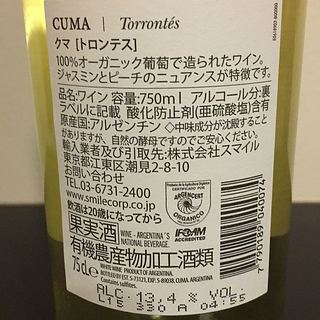 CUMA | Torrontés
クマ [トロンテス]
100%オーガニック葡萄で造られたワイン。
ジャスミンとピーチのニュアンスが特徴です。
品名:ワイン 容量:750ml アルコール分:裏
ラベルに記載 酸化防止剤(亜硫酸塩)含有
原産国:アルゼンチン ◇中味成分が沈殿すること
がありますが、自然の酵母ですのでご安心ください。
輸入業者及び引取先:株式会社スマイル
東京都江東区潮見2-8-10
お問い合わせ
TEL.03-6731-2400
www.smilecorp.co.jp
飲酒は20歳になってから
果実酒
WINE - ARGENTINA´S
NATIONAL BEVERAGE.
ARGENCERT
ORGANICO
IFOAM
ACCREDITED
有機農産物加工酒類
75cl.e
WHITE WINE PRODUCT OF ARGENTINA.
Contains sulfites.
7790189040074
ALC: 13,4 % VOL:
L15 330 A 04:55